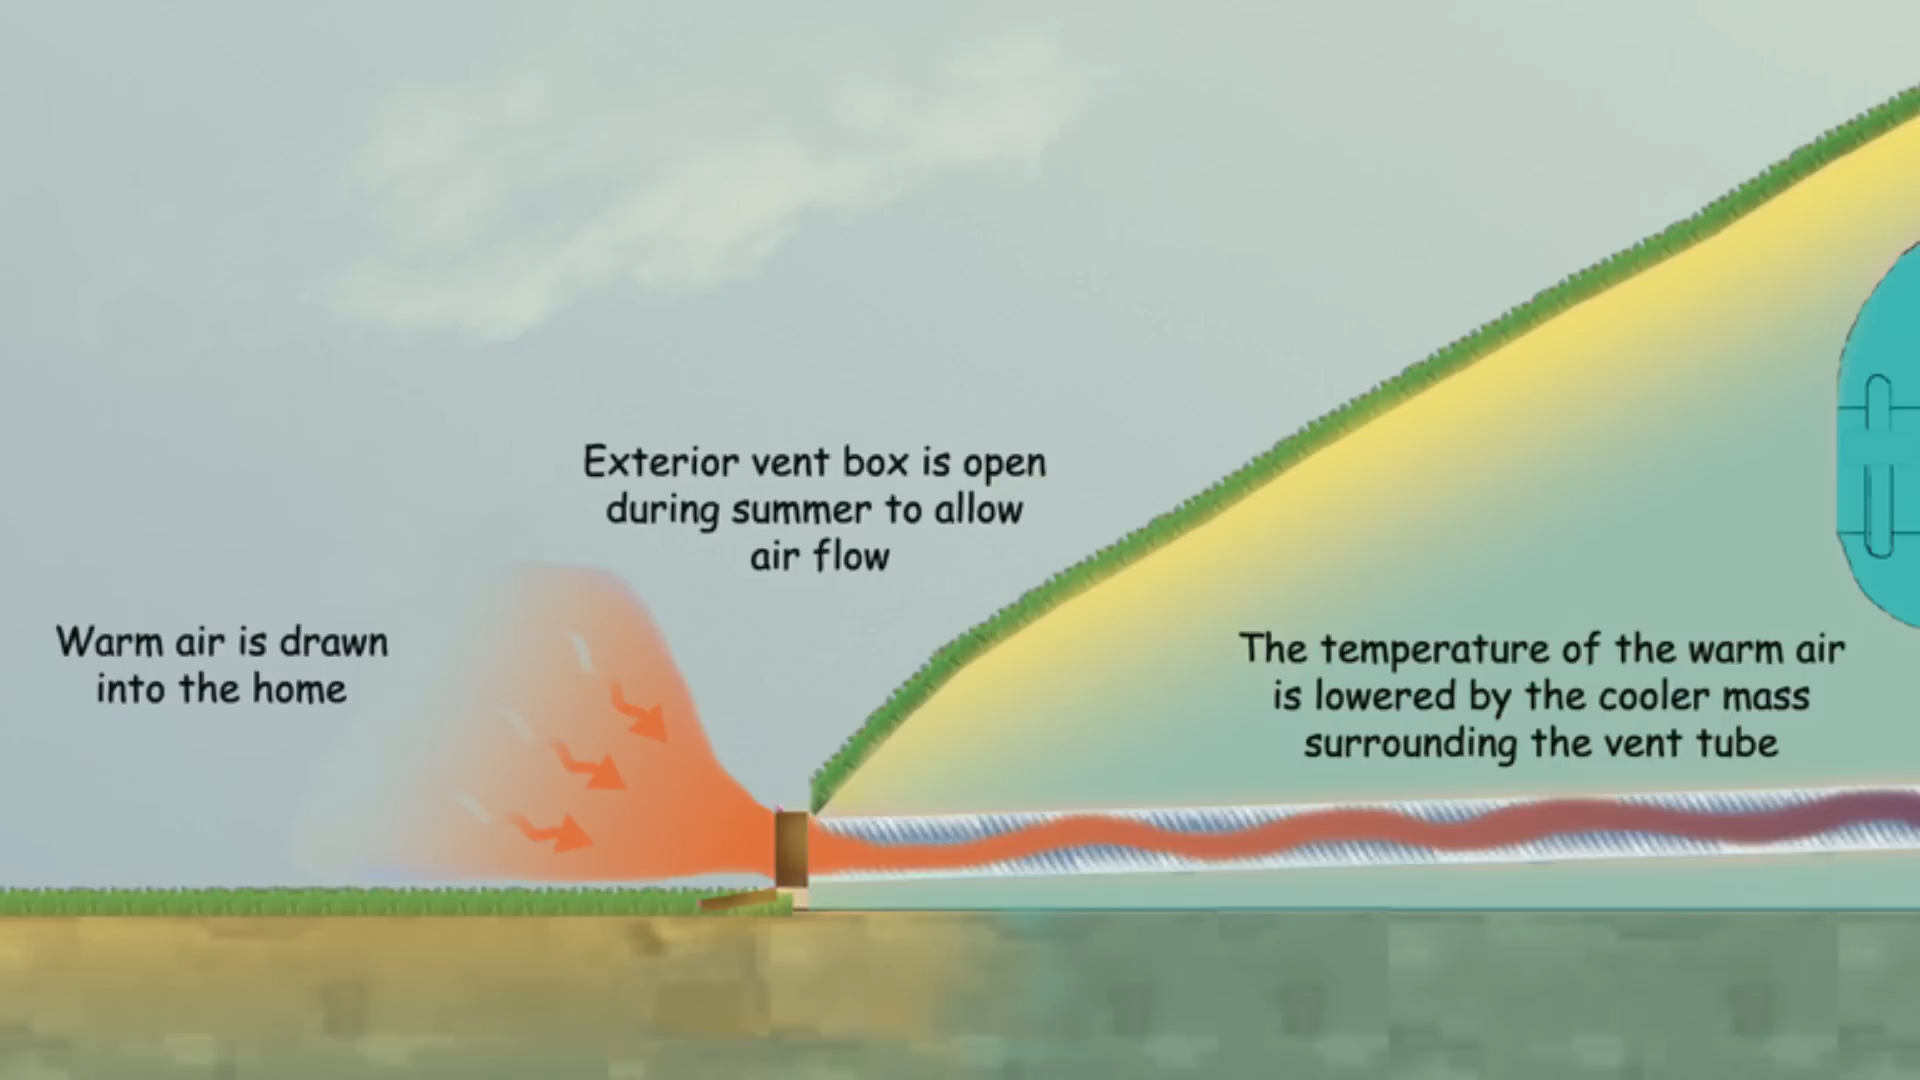 Exterior vent box is open
during summer to allow
air flow
Warm air is drawn
into the home
The temperature of the warm air
is lowered by the cooler mass
surrounding the vent tube